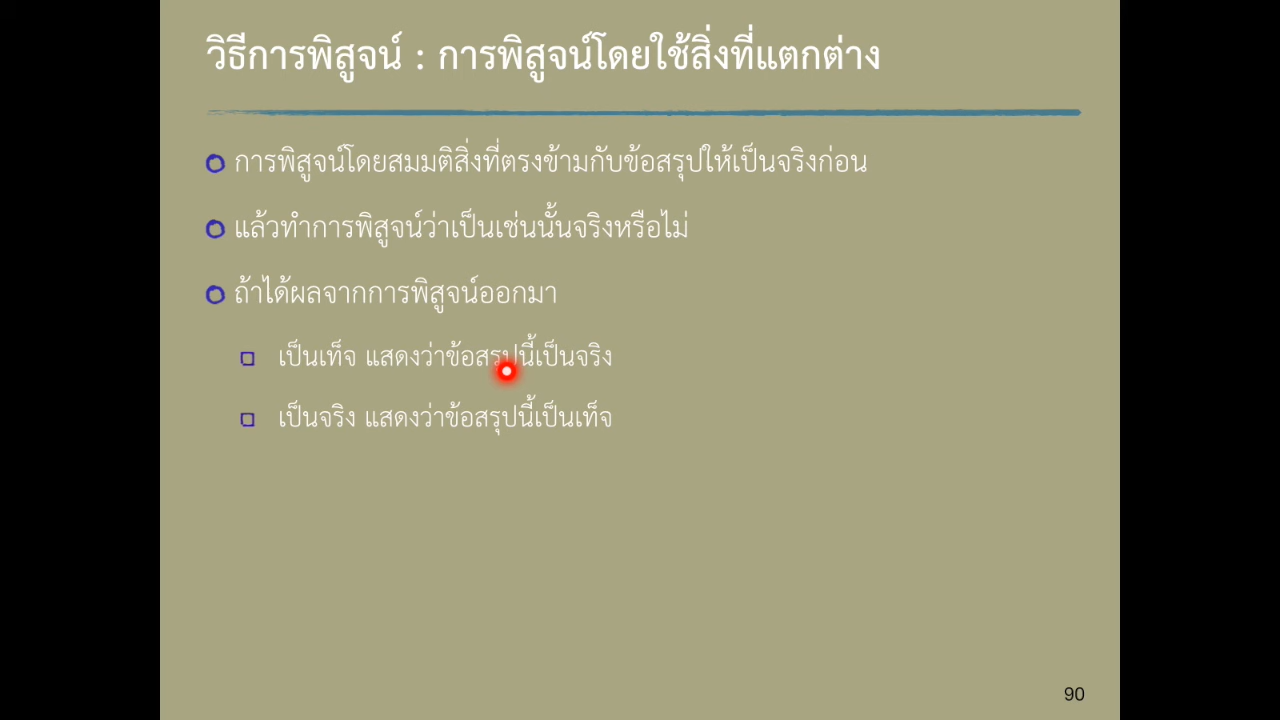 วิธีการพิสูจน์ : การพิสูจน์โดยใช้สิ่งที่แตกต่าง
การพิสูจน์โดยสมมติสิ่งที่ตรงข้ามกับข้อสรุปให้เป็นจริงก่อน
แล้วทำการพิสูจน์ว่าเป็นเช่นนั้นจริงหรือไม่
ถ้าได้ผลจากการพิสูจน์ออกมา
เป็นเท็จ แสดงว่าข้อสรุปนี้เป็นจริง
เป็นจริง แสดงว่าข้อสรุปนี้เป็นเท็จ
90